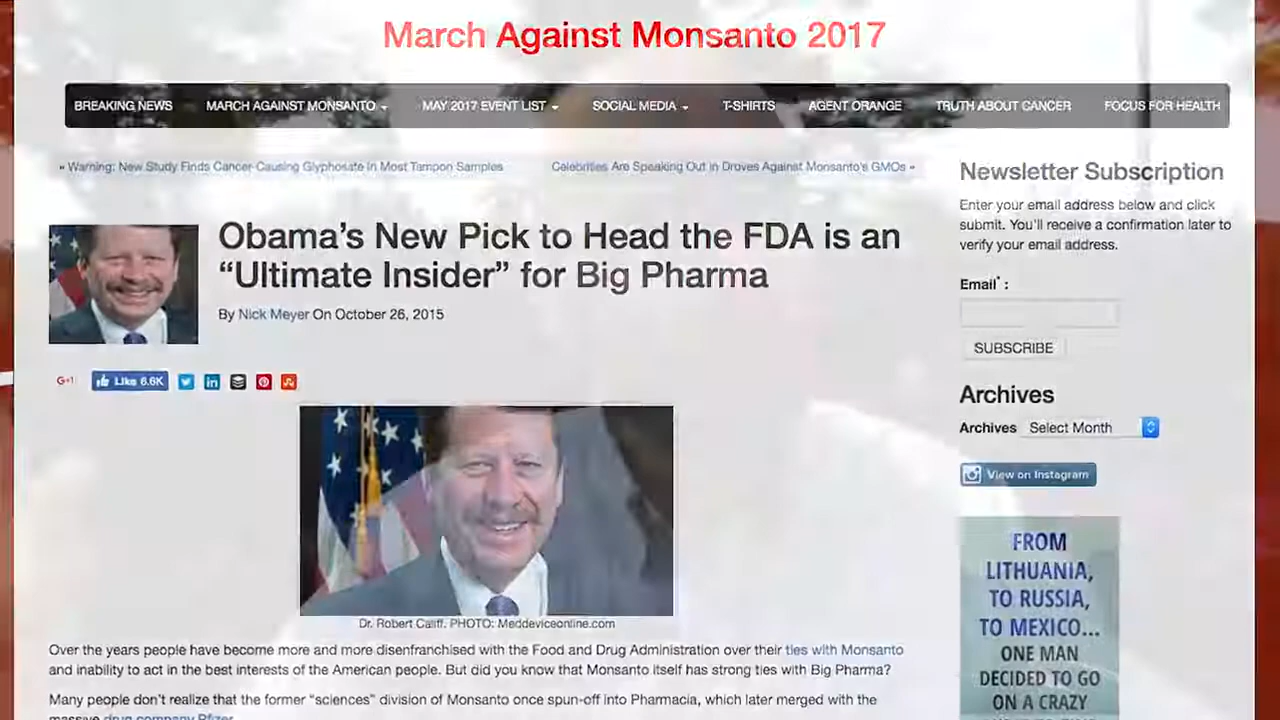 March Against Monsanto 2017
BREAKING NEWS
MARCH AGAINST MONSANTO
MAY 2017 EVENT LIST
SOCIAL MEDIA
T-SHIRTS
AGENT ORANGE
TRUTH ABOUT CANCER
FOCUS FOR HEALTH
« Warning: New Study Finds Cancer-Causing Glyphosate In Most Tampon Samples
Celebrities Are Speaking Out in Droves Against Monsanto's GMOs »
Obama's New Pick to Head the FDA is an
“Ultimate Insider” for Big Pharma
By Nick Meyer On October 26, 2015
G+1
Like 6.6K
Dr. Robert Califf. PHOTO: Meddeviceonline.com
Over the years people have become more and more disenfranchised with the Food and Drug Administration over their ties with Monsanto
and inability to act in the best interests of the American people. But did you know that Monsanto itself has strong ties with Big Pharma?
Many people don't realize that the former “sciences” division of Monsanto once spun-off into Pharmacia, which later merged with the
massive drug company Pfizer.
Newsletter Subscription
Enter your email address below and click
submit. You'll receive a confirmation later to
verify your email address.
Email* :
SUBSCRIBE
Archives
Archives Select Month
View on Instagram
FROM
LITHUANIA,
TO RUSSIA,
TO MEXICO...
ONE MAN
DECIDED TO GO
ON A CRAZY